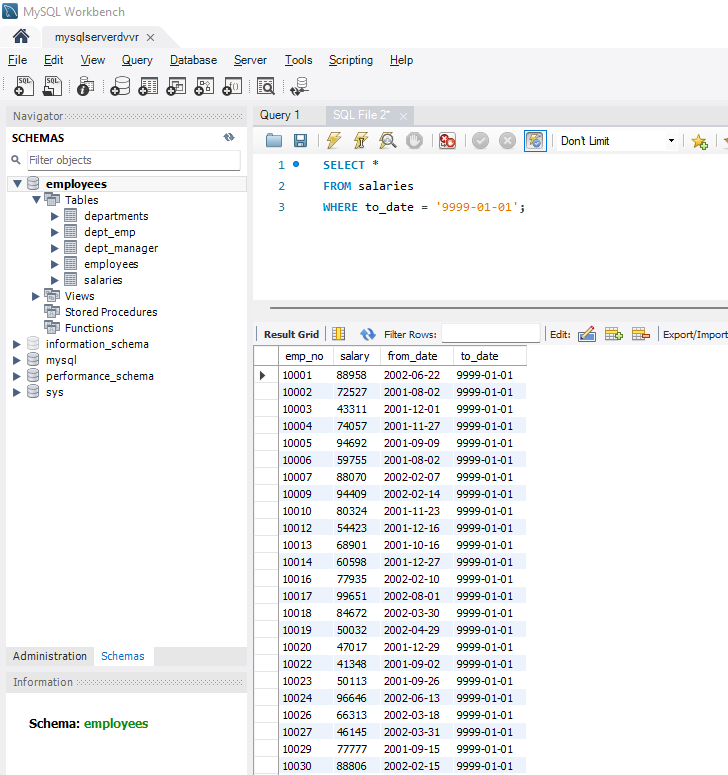 MySQL Workbench
mysqlserverdvvr
File Edit View Query Database Server Tools Scripting Help
Navigator
SCHEMAS
Filter objects
employees
Tables
departments
dept_emp
dept_manager
employees
salaries
Views
Stored Procedures
Functions
information_schema
mysql
performance_schema
sys
Administration Schemas
Information
Schema: employees
Query 1 SQL File 2*
Don't Limit
1 SELECT *
2 FROM salaries
3 WHERE to_date = '9999-01-01';
Result Grid Filter Rows: Edit: Export/Import
emp_no salary from_date to_date
10001 88958 2002-06-22 9999-01-01
10002 72527 2001-08-02 9999-01-01
10003 43311 2001-12-01 9999-01-01
10004 74057 2001-11-27 9999-01-01
10005 94692 2001-09-09 9999-01-01
10006 59755 2001-08-02 9999-01-01
10007 88070 2002-02-07 9999-01-01
10009 94409 2002-02-14 9999-01-01
10010 80324 2001-11-23 9999-01-01
10012 54423 2001-12-16 9999-01-01
10013 68901 2001-10-16 9999-01-01
10014 60598 2001-12-27 9999-01-01
10016 77935 2002-02-10 9999-01-01
10017 99651 2002-08-01 9999-01-01
10018 84672 2002-03-30 9999-01-01
10019 50032 2002-04-29 9999-01-01
10020 47017 2001-12-29 9999-01-01
10022 41348 2001-09-02 9999-01-01
10023 50113 2001-09-26 9999-01-01
10024 96646 2002-06-13 9999-01-01
10026 66313 2002-03-18 9999-01-01
10027 46145 2002-03-31 9999-01-01
10029 77777 2001-09-15 9999-01-01
10030 88806 2002-02-15 9999-01-01